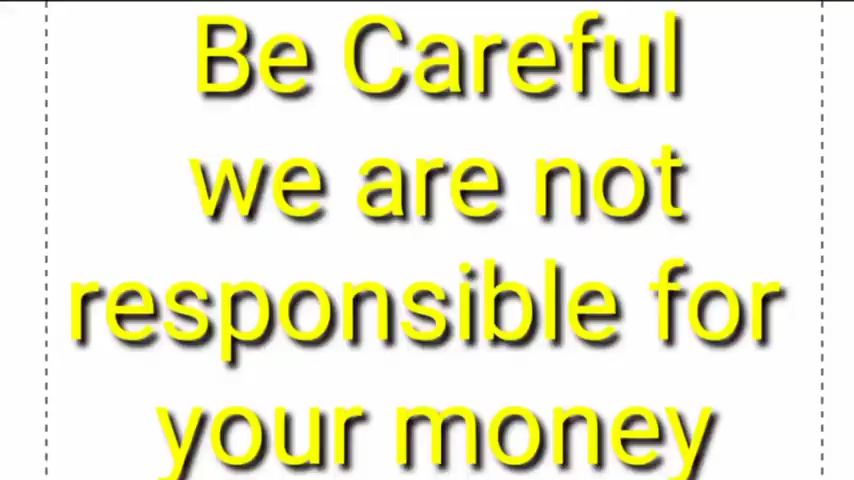 Be Careful
we are not
responsible for
your money